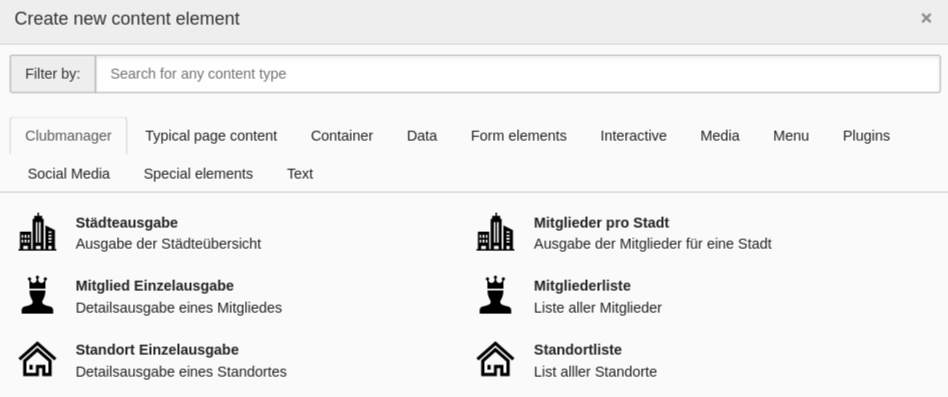 Create new content element ×
Filter by: Search for any content type
Clubmanager Typical page content Container Data Form elements Interactive Media Menu Plugins
Social Media Special elements Text
Städteausgabe
Ausgabe der Städteübersicht
Mitglieder pro Stadt
Ausgabe der Mitglieder für eine Stadt
Mitglied Einzelausgabe
Detailsausgabe eines Mitgliedes
Mitgliederliste
Liste aller Mitglieder
Standort Einzelausgabe
Detailsausgabe eines Standortes
Standortliste
List alller Standorte